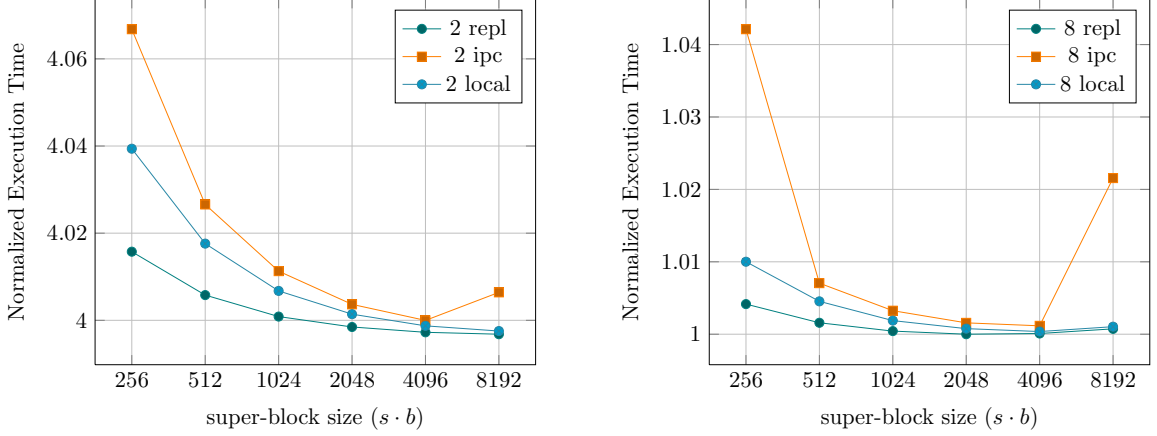 Normalized Execution Time
4.06
4.04
4.02
4
256 512 1024 2048 4096 8192
super-block size (s · b)
2 repl
2 ipc
2 local
Normalized Execution Time
1.04
1.03
1.02
1.01
1
256 512 1024 2048 4096 8192
super-block size (s · b)
8 repl
8 ipc
8 local